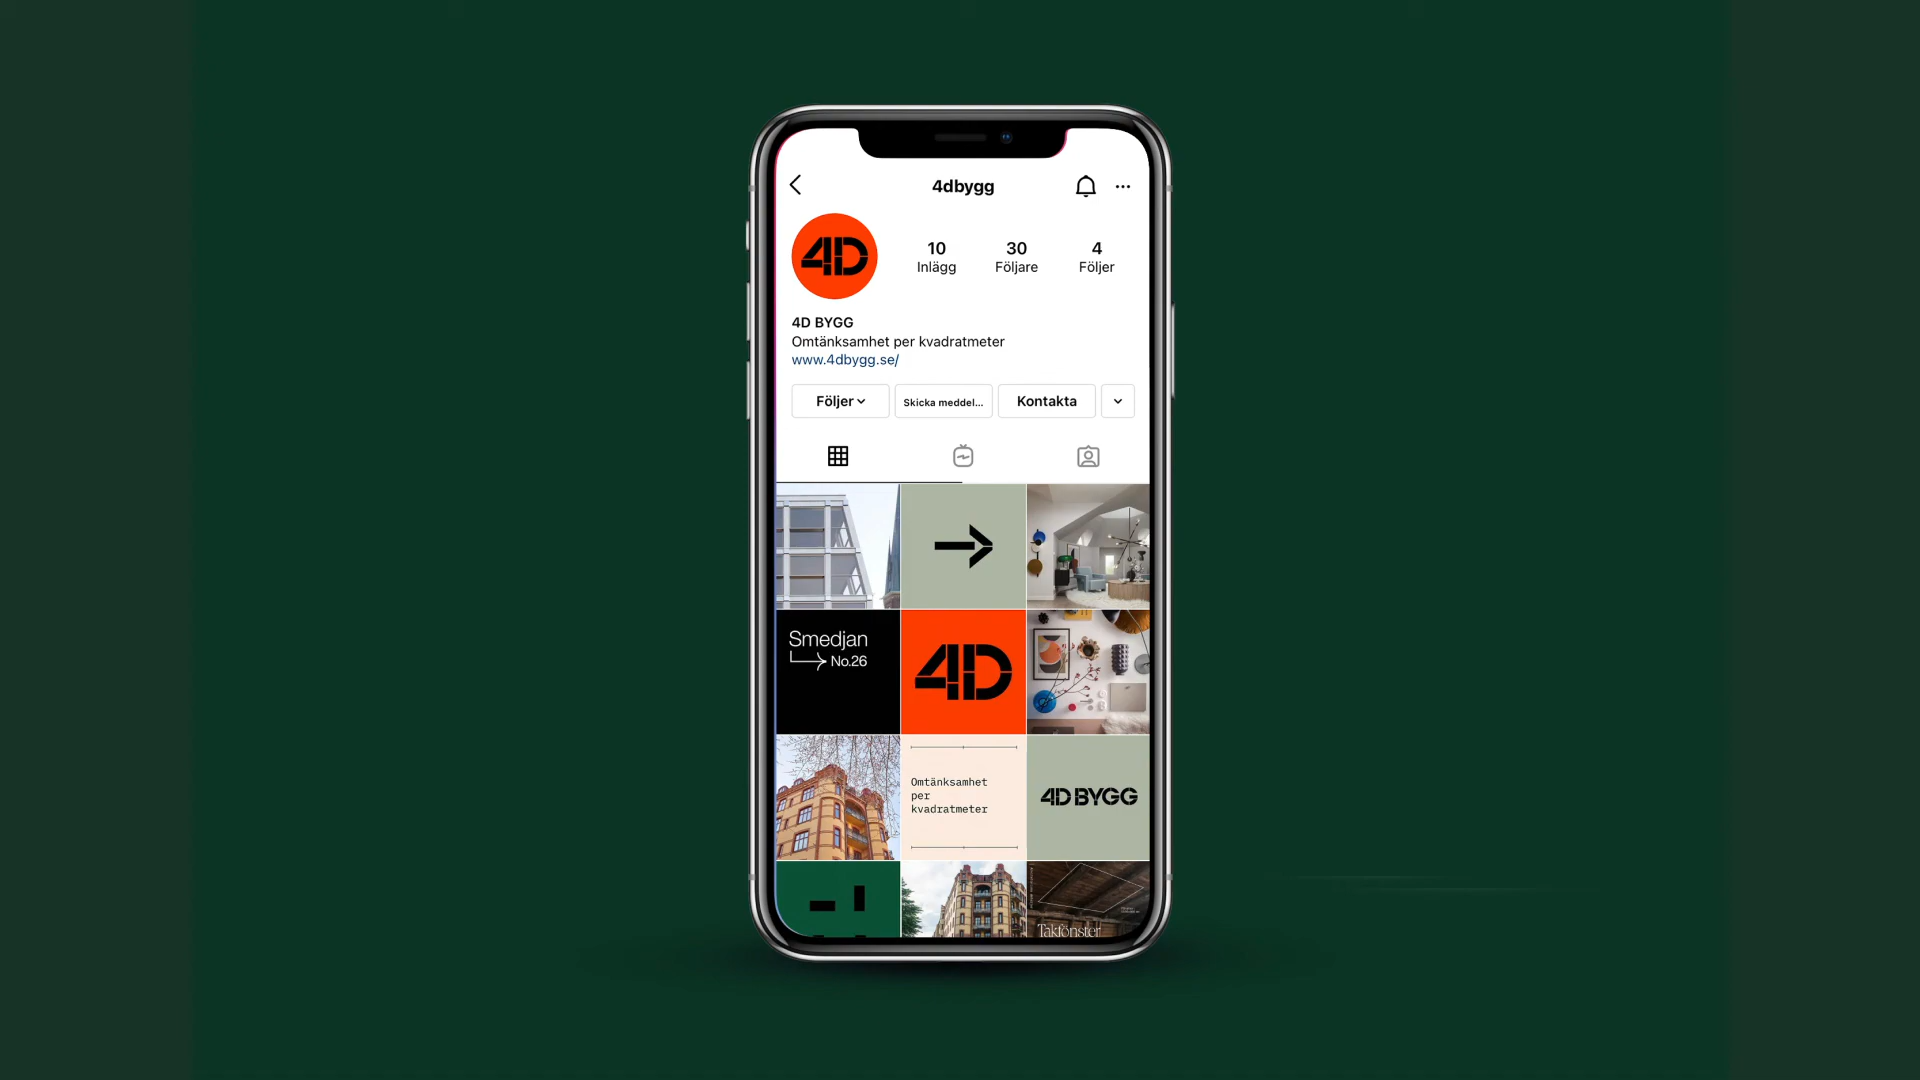 4dbygg
4D
10
Inlägg
30
Följare
4
Följer
4D BYGG
Omtänksamhet per kvadratmeter
www.4dbygg.se/
Följer
Skicka meddel...
Kontakta
Smedjan
No.26
4D
Omtänksamhet
per
kvadratmeter
4D BYGG
Takfönster